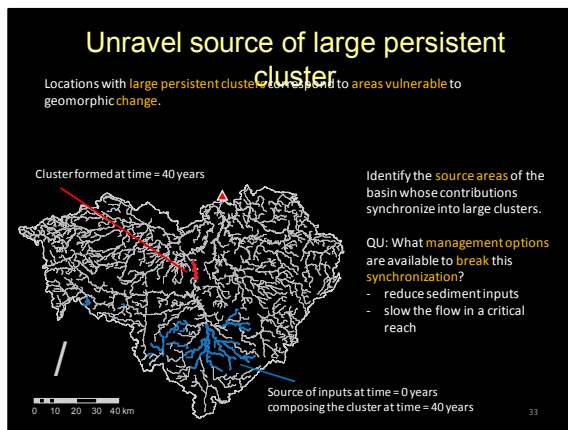 Unravel source of large persistent
cluster
Locations with large persistent clusters correspond to areas vulnerable to
geomorphic change.
Cluster formed at time = 40 years
Identify the source areas of the
basin whose contributions
synchronize into large clusters.
QU: What management options
are available to break this
synchronization?
- reduce sediment inputs
- slow the flow in a critical
reach
Source of inputs at time = 0 years
composing the cluster at time = 40 years
0 10 20 30 40 km
33